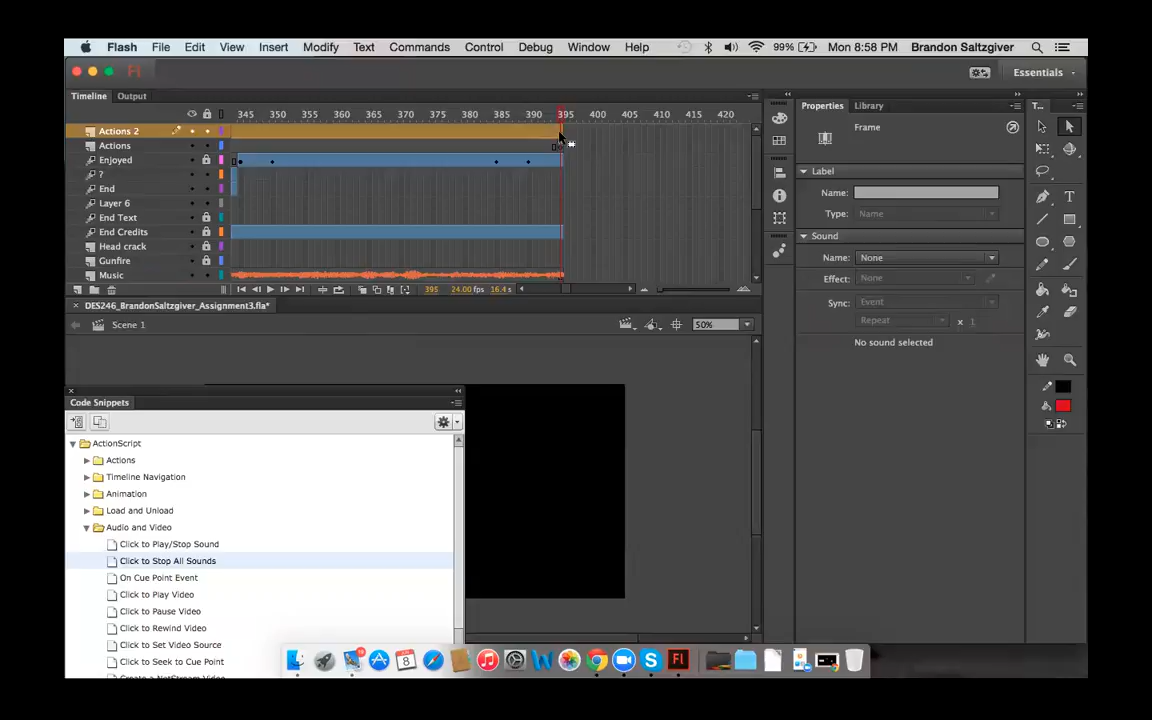 Flash File Edit View Insert Modify Text Commands Control Debug Window Help 99% Mon 8:58 PM Brandon Saltzgiver
Fl Essentials
Timeline Output Properties Library T...
345 350 355 360 365 370 375 380 385 390 395 400 405 410 415 420
Frame
Actions 2
Actions
Enjoyed
?
End
Layer 6
End Text
End Credits
Head crack
Gunfire
Music
Label
Name:
Type: Name
Sound
Name: None
Effect: None
Sync: Event
Repeat x 1
No sound selected
395 24.00 fps 16.4 s
DES246_BrandonSaltzgiver_Assignment3.fla*
Scene 1 50%
Code Snippets
ActionScript
Actions
Timeline Navigation
Animation
Load and Unload
Audio and Video
Click to Play/Stop Sound
Click to Stop All Sounds
On Cue Point Event
Click to Play Video
Click to Pause Video
Click to Rewind Video
Click to Set Video Source
Click to Seek to Cue Point
Fl